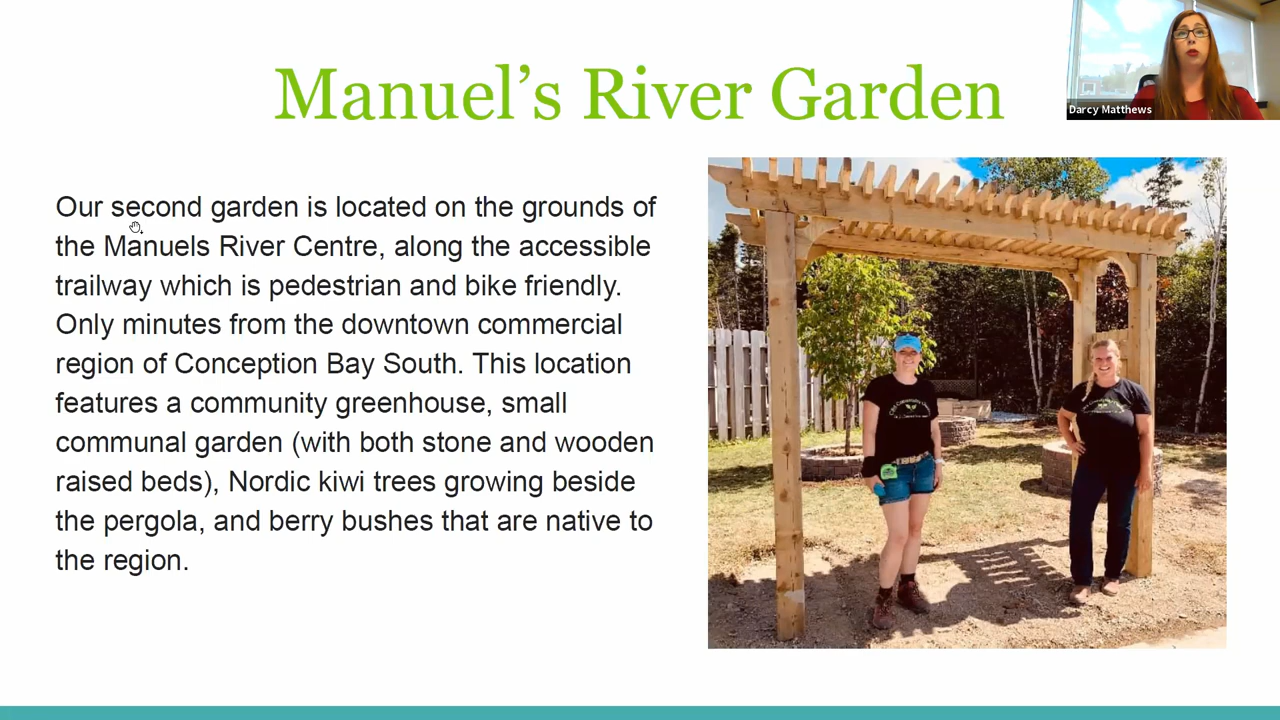 Manuel’s River Garden
Darcy Matthews
Our second garden is located on the grounds of
the Manuels River Centre, along the accessible
trailway which is pedestrian and bike friendly.
Only minutes from the downtown commercial
region of Conception Bay South. This location
features a community greenhouse, small
communal garden (with both stone and wooden
raised beds), Nordic kiwi trees growing beside
the pergola, and berry bushes that are native to
the region.